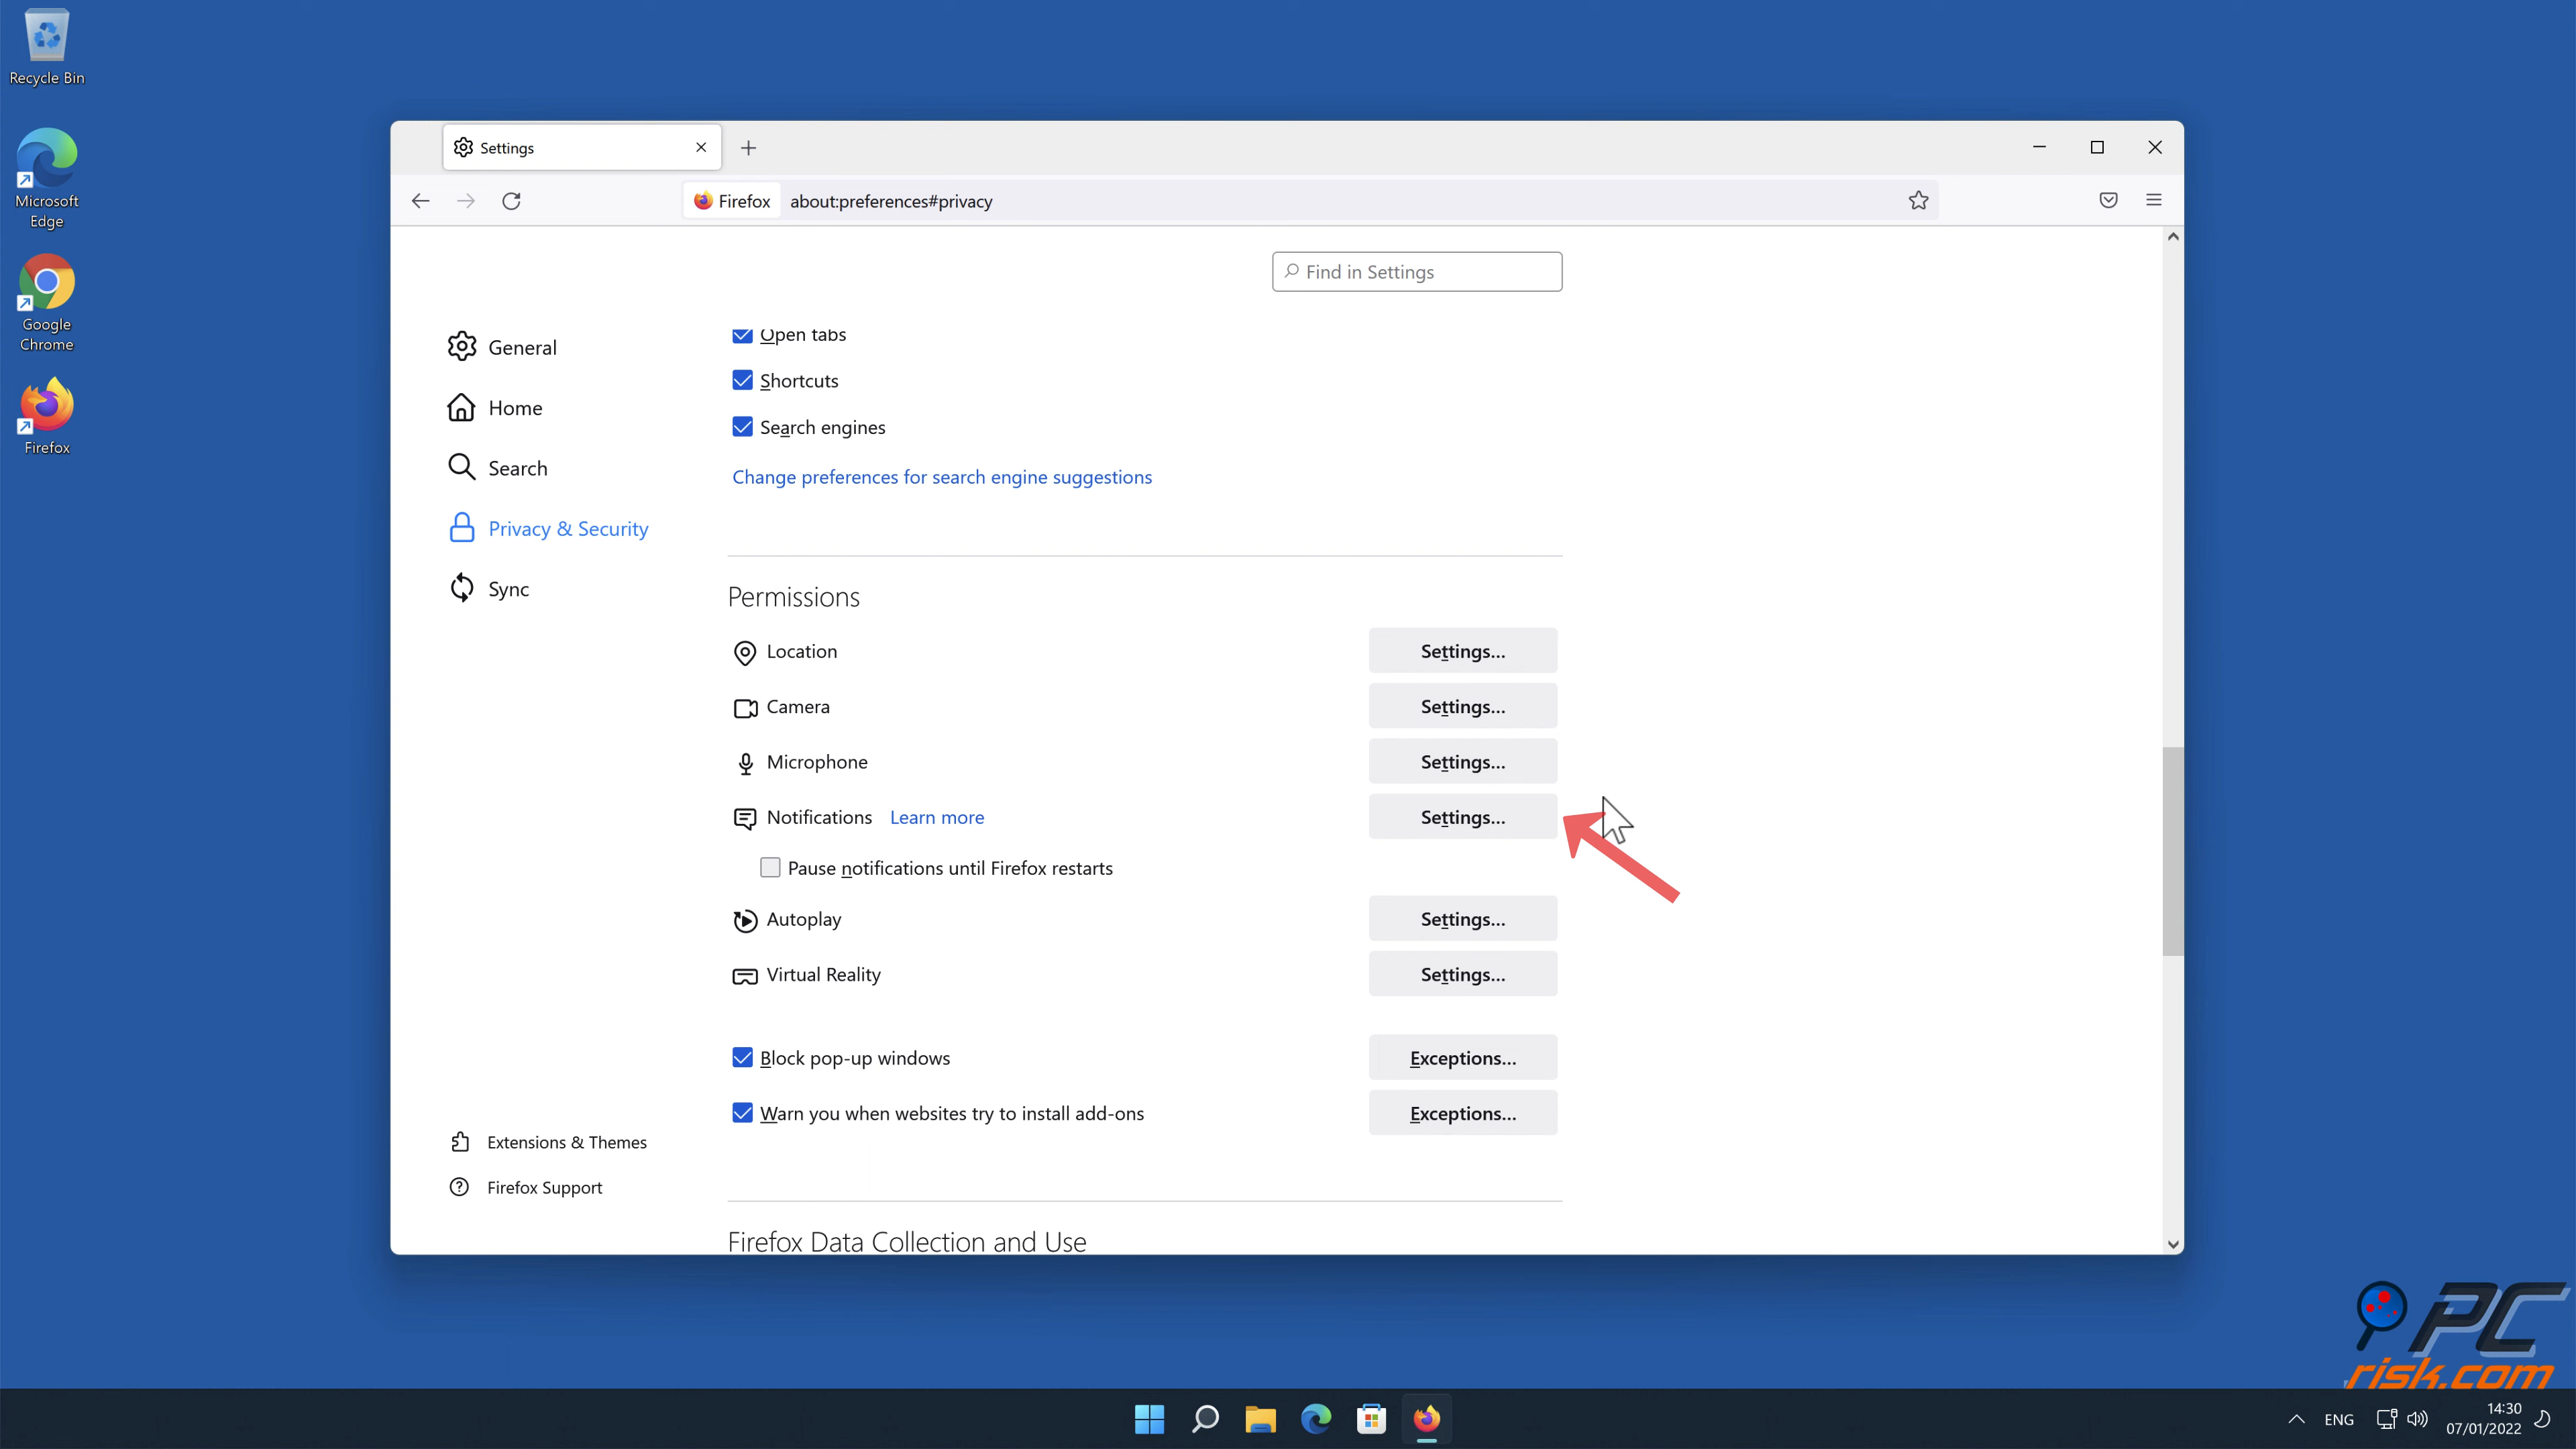 Recycle Bin
Microsoft
Edge
Google
Chrome
Firefox
Settings
Firefox about:preferences#privacy
Find in Settings
General
Home
Search
Privacy & Security
Sync
Extensions & Themes
Firefox Support
Open tabs
Shortcuts
Search engines
Change preferences for search engine suggestions
Permissions
Location Settings...
Camera Settings...
Microphone Settings...
Notifications Learn more Settings...
Pause notifications until Firefox restarts
Autoplay Settings...
Virtual Reality Settings...
Block pop-up windows Exceptions...
Warn you when websites try to install add-ons Exceptions...
Firefox Data Collection and Use
PC
risk.com
ENG
14:30
07/01/2022